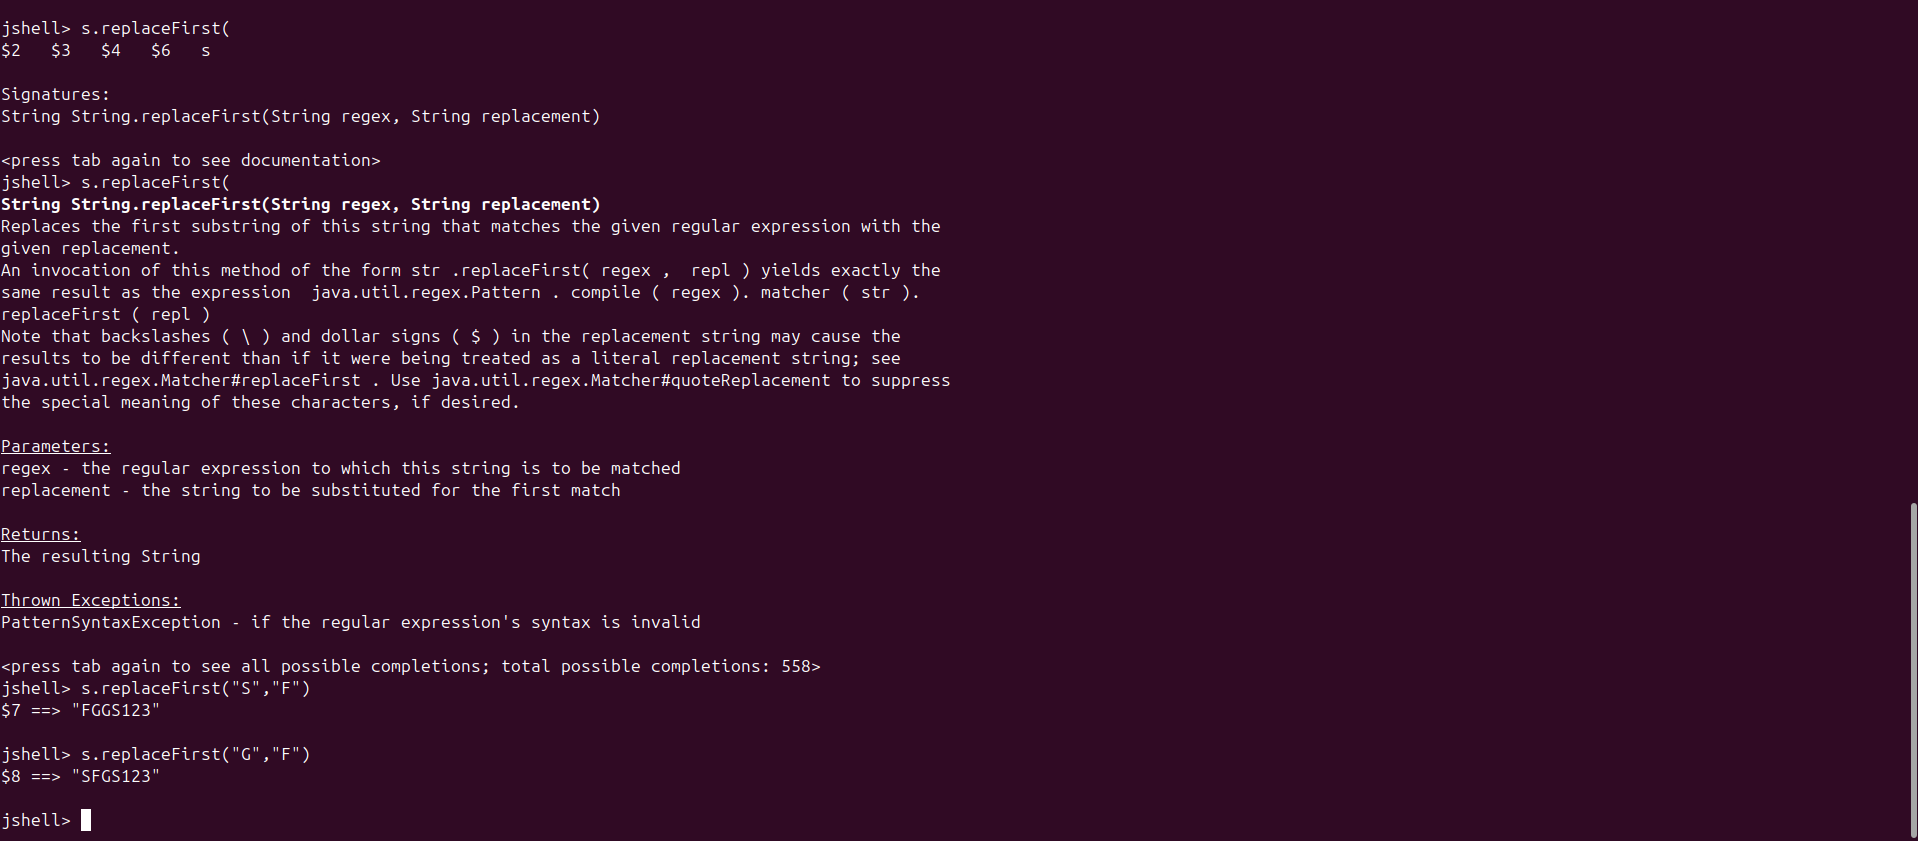 jshell> s.replaceFirst(
$2   $3   $4   $6   s
Signatures:
String String.replaceFirst(String regex, String replacement)
<press tab again to see documentation>
jshell> s.replaceFirst(
String String.replaceFirst(String regex, String replacement)
Replaces the first substring of this string that matches the given regular expression with the
given replacement.
An invocation of this method of the form str .replaceFirst( regex ,  repl ) yields exactly the
same result as the expression  java.util.regex.Pattern . compile ( regex ). matcher ( str ).
replaceFirst ( repl )
Note that backslashes ( \ ) and dollar signs ( $ ) in the replacement string may cause the
results to be different than if it were being treated as a literal replacement string; see
java.util.regex.Matcher#replaceFirst . Use java.util.regex.Matcher#quoteReplacement to suppress
the special meaning of these characters, if desired.
Parameters:
regex - the regular expression to which this string is to be matched
replacement - the string to be substituted for the first match
Returns:
The resulting String
Thrown Exceptions:
PatternSyntaxException - if the regular expression's syntax is invalid
<press tab again to see all possible completions; total possible completions: 558>
jshell> s.replaceFirst("S","F")
$7 ==> "FGGS123"
jshell> s.replaceFirst("G","F")
$8 ==> "SFGS123"
jshell>